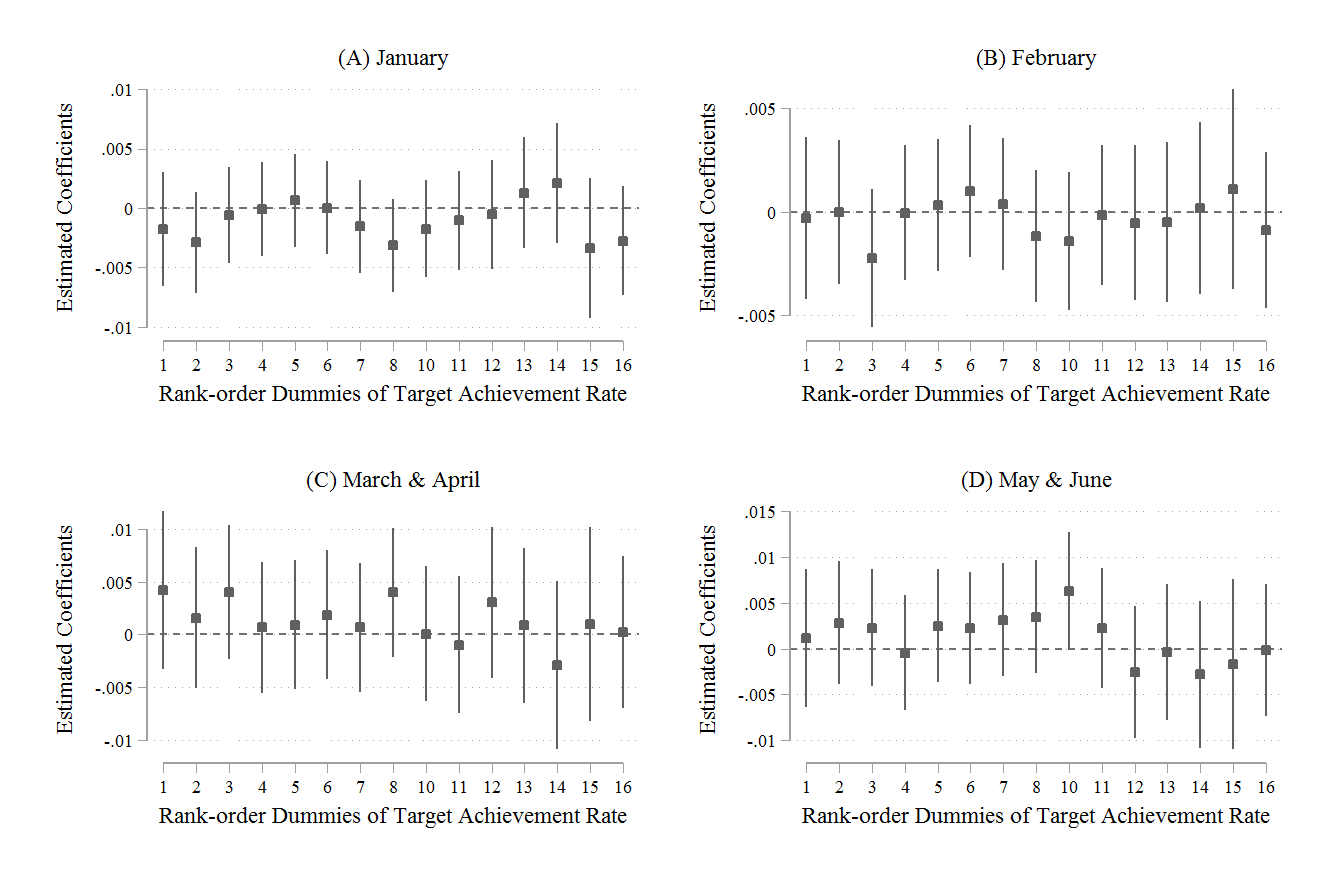 (A) January
Estimated Coefficients
.01
.005
0
-.005
-.01
1 2 3 4 5 6 7 8 10 11 12 13 14 15 16
Rank-order Dummies of Target Achievement Rate
(B) February
Estimated Coefficients
.005
0
-.005
1 2 3 4 5 6 7 8 10 11 12 13 14 15 16
Rank-order Dummies of Target Achievement Rate
(C) March & April
Estimated Coefficients
.01
.005
0
-.005
-.01
1 2 3 4 5 6 7 8 10 11 12 13 14 15 16
Rank-order Dummies of Target Achievement Rate
(D) May & June
Estimated Coefficients
.015
.01
.005
0
-.005
-.01
1 2 3 4 5 6 7 8 10 11 12 13 14 15 16
Rank-order Dummies of Target Achievement Rate